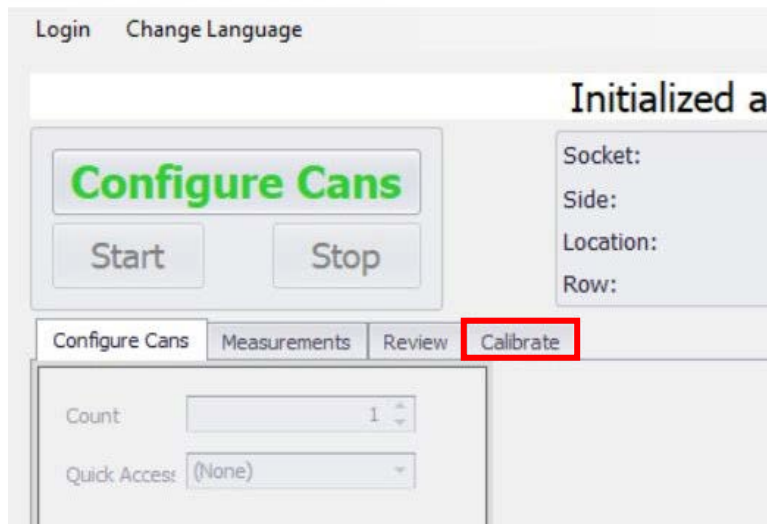 Login Change Language
Initialized a
Configure Cans
Start Stop
Socket:
Side:
Location:
Row:
Configure Cans Measurements Review Calibrate
Count 1
Quick Access (None)